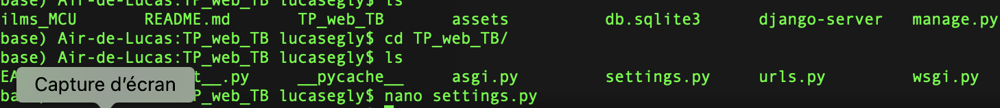 base) Air-de-Lucas:TP_web_TB lucasegly$ ls
ilms_MCU README.md TP_web_TB assets db.sqlite3 django-server manage.py
base) Air-de-Lucas:TP_web_TB lucasegly$ cd TP_web_TB/
base) Air-de-Lucas:TP_web_TB lucasegly$ ls
EA t__.py __pycache__ asgi.py settings.py urls.py wsgi.py
Capture d'écran
ba P_web_TB lucasegly$ nano settings.py